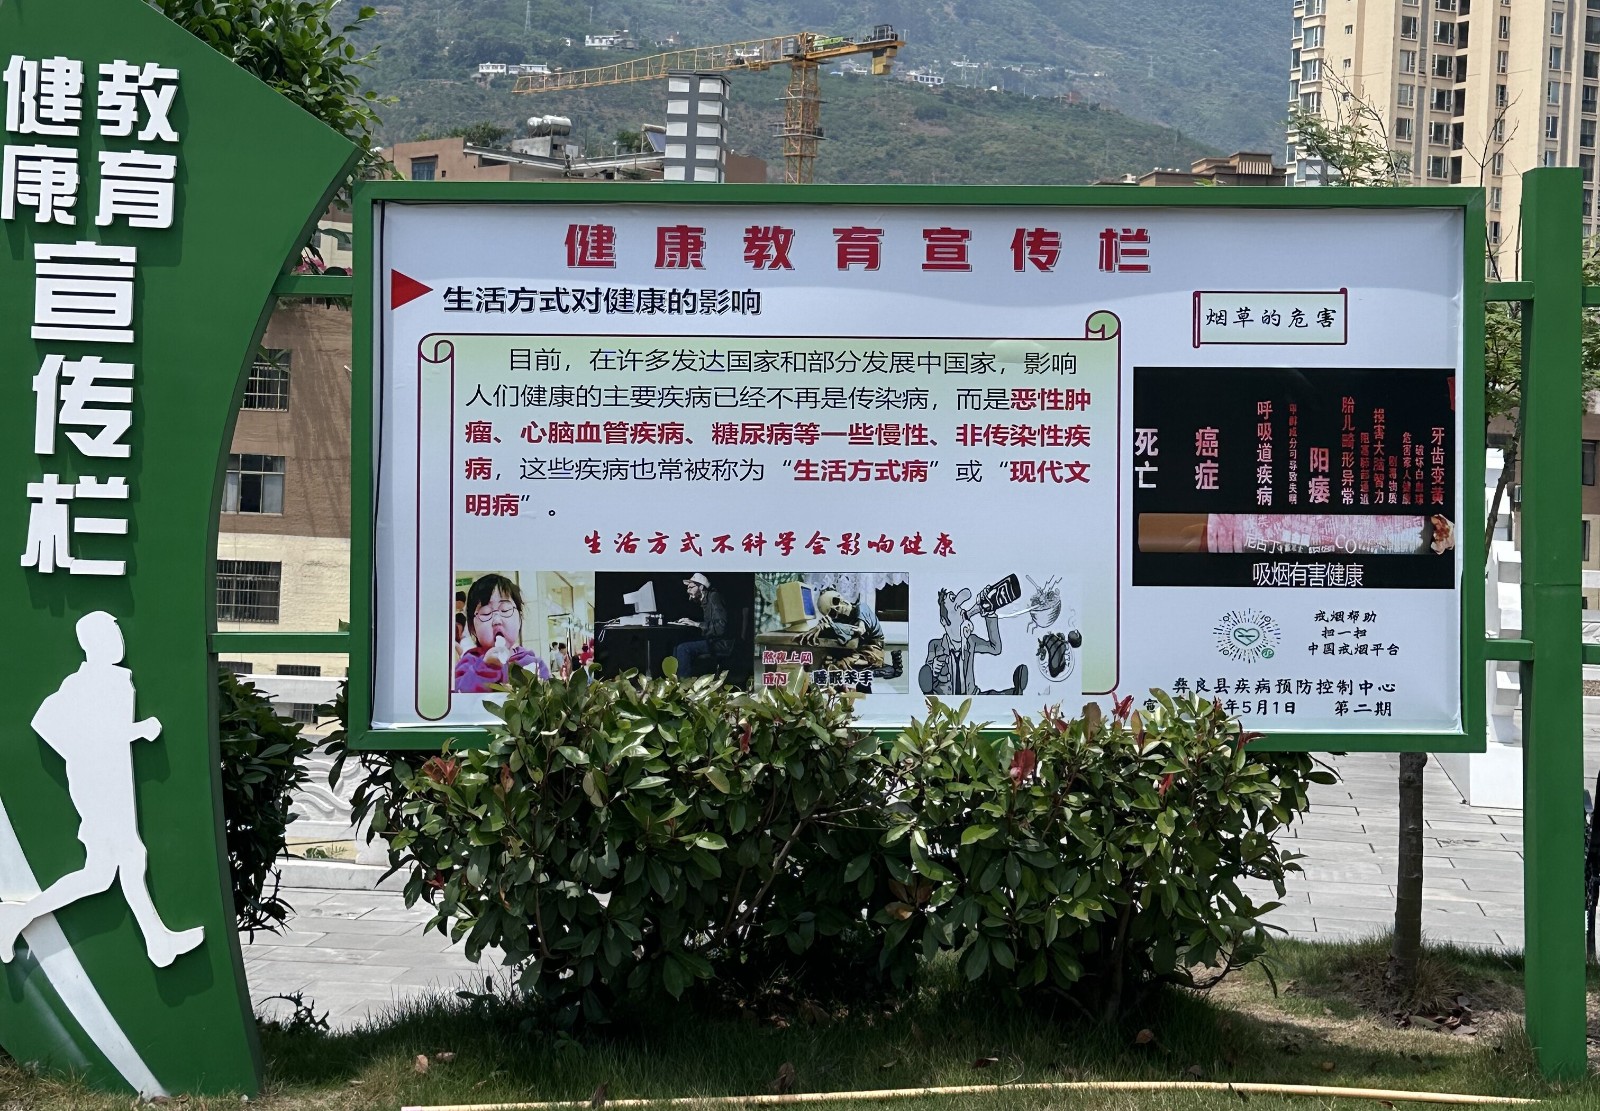 健康
教育
宣传栏
健康教育宣传栏
生活方式对健康的影响
目前，在许多发达国家和部分发展中国家，影响
人们健康的主要疾病已经不再是传染病，而是恶性肿
瘤、心脑血管疾病、糖尿病等一些慢性、非传染性疾
病，这些疾病也常被称为“生活方式病”或“现代文
明病”。
生活方式不科学会影响健康
熬夜上网
睡眠杀手
烟草的危害
死亡
癌症
呼吸道疾病
阳痿
胎儿畸形异常
损害大脑智力
牙齿变黄
吸烟有害健康
戒烟帮助
扫一扫
中国戒烟平台
彝良县疾病预防控制中心
年5月1日 第二期